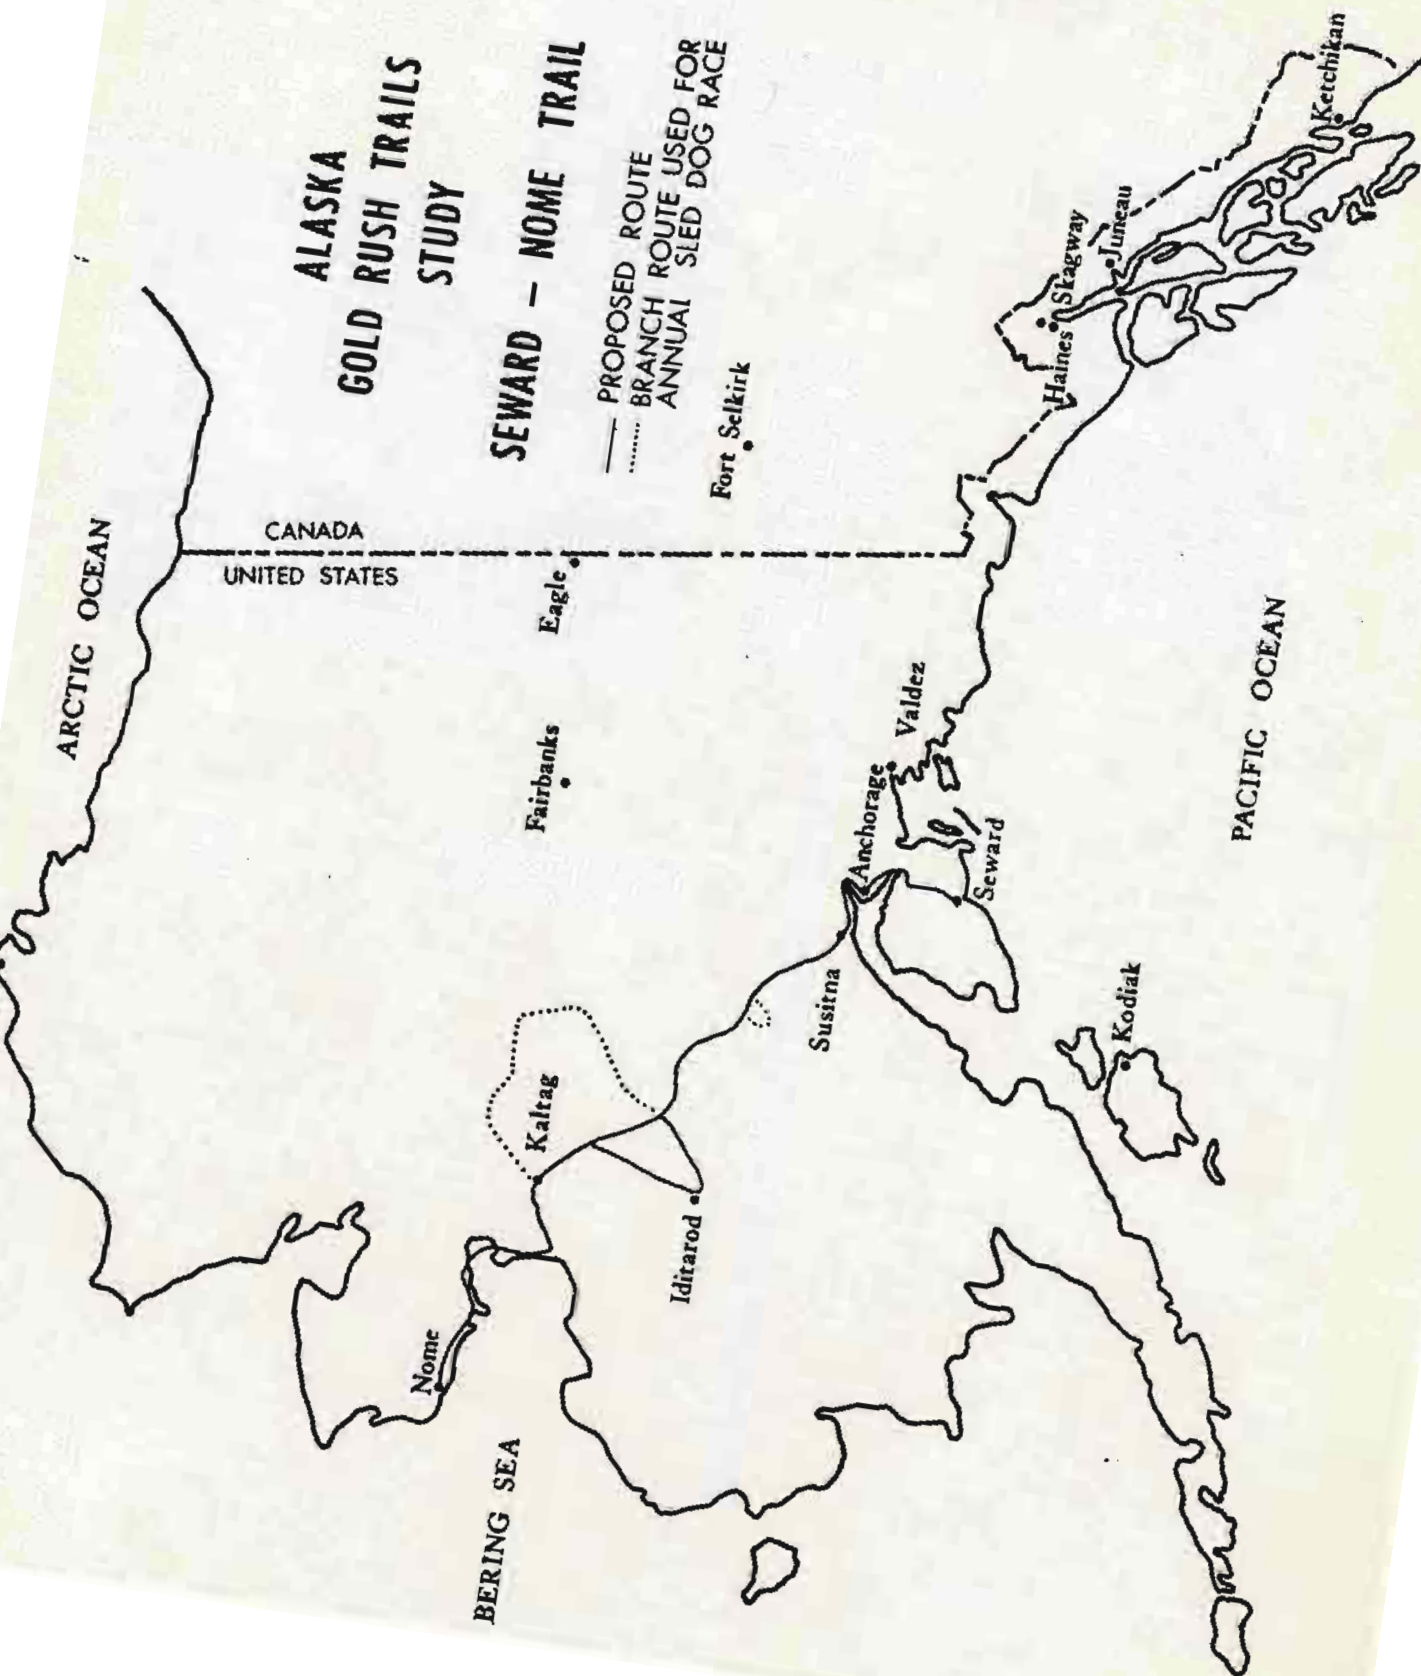 ALASKA
GOLD RUSH TRAILS
STUDY
SEWARD – NOME TRAIL
—— PROPOSED ROUTE
........ BRANCH ROUTE USED FOR
ANNUAL SLED DOG RACE
ARCTIC OCEAN
CANADA
UNITED STATES
Fort Selkirk
Eagle
Fairbanks
Nome
Kaltag
Iditarod
BERING SEA
Susitna
Anchorage
Valdez
Seward
Kodiak
Haines
Skagway
Juneau
Ketchikan
PACIFIC OCEAN